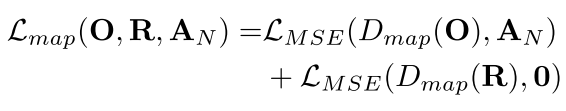 ℒ_{map}(𝐎, 𝐑, 𝐀_N) = ℒ_{MSE}(D_{map}(𝐎), 𝐀_N)
+ ℒ_{MSE}(D_{map}(𝐑), 𝟎)